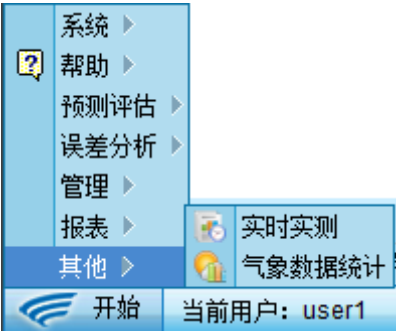 系统
帮助
预测评估
误差分析
管理
报表
其他
实时实测
气象数据统计
开始
当前用户：user1